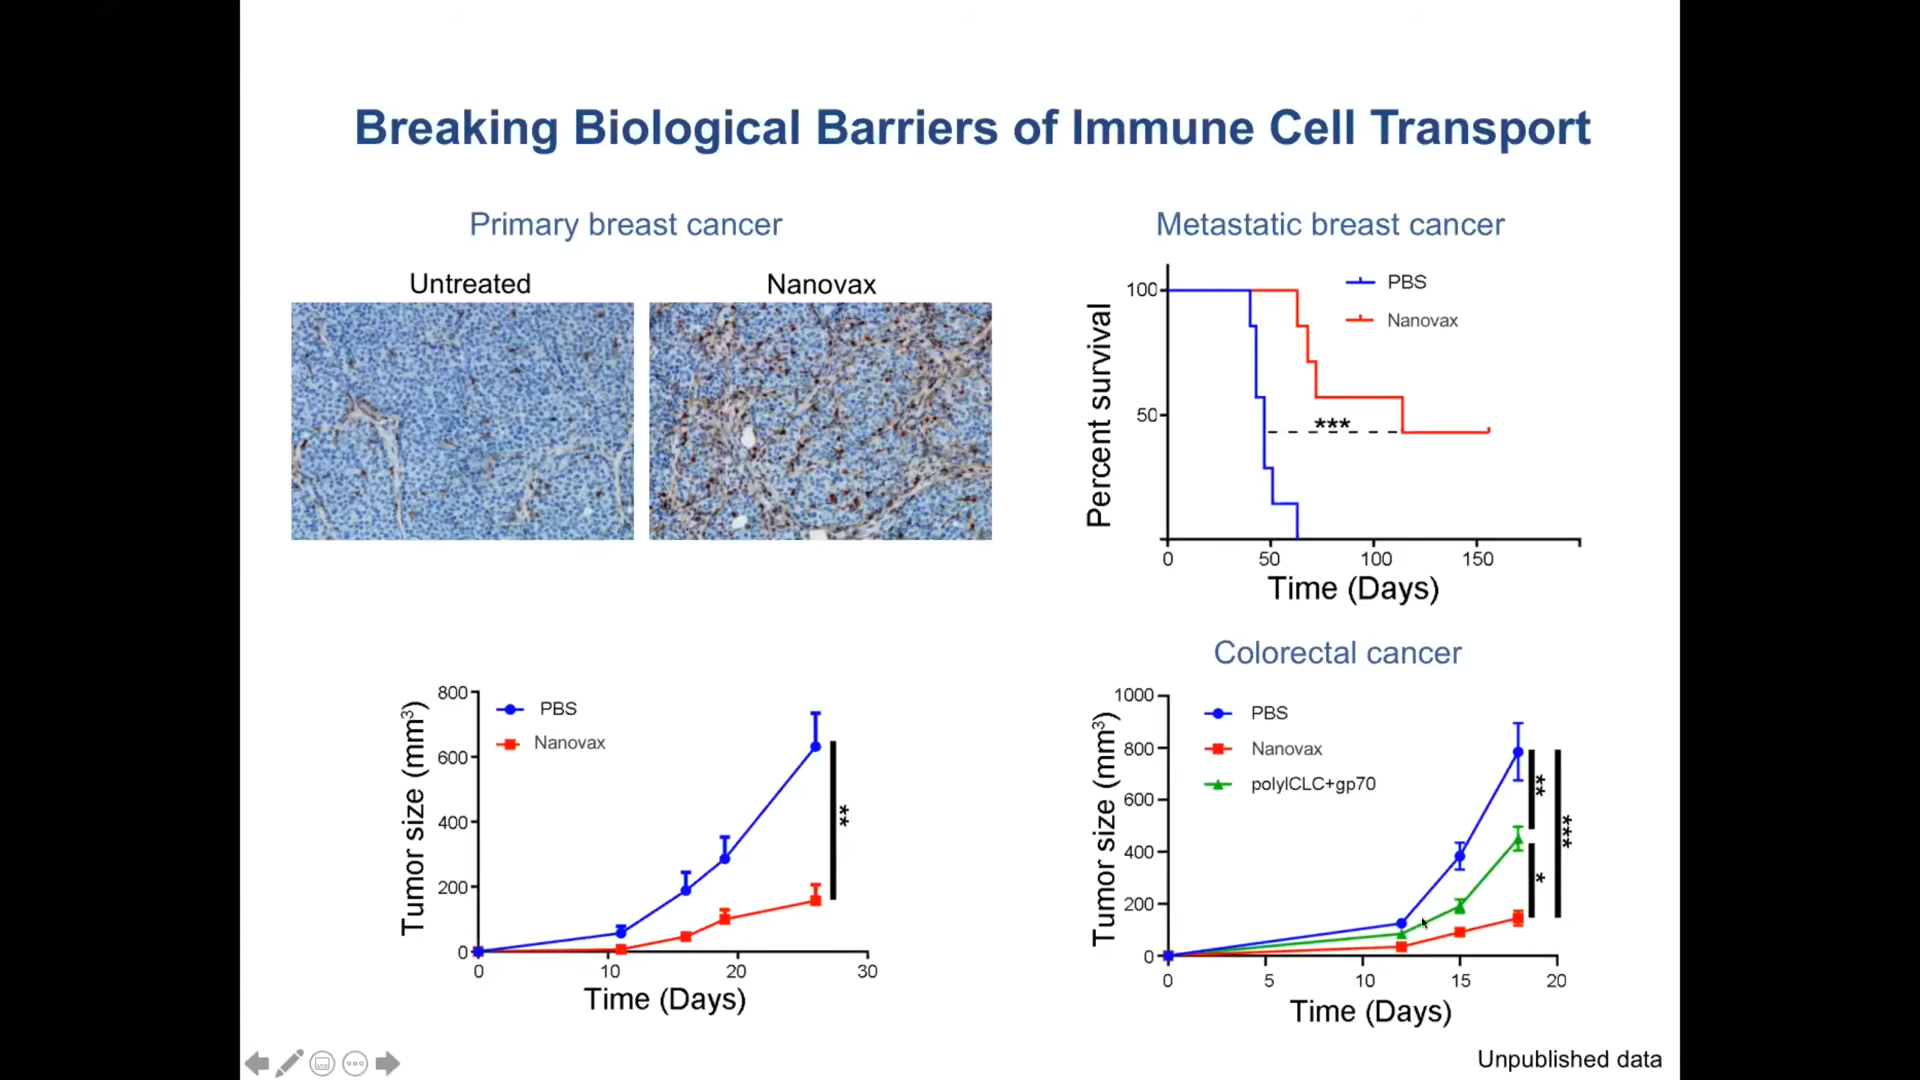 Breaking Biological Barriers of Immune Cell Transport
Primary breast cancer
Untreated
Nanovax
Metastatic breast cancer
PBS
Nanovax
100
50
***
Percent survival
0 50 100 150
Time (Days)
800
600
400
200
0
PBS
Nanovax
**
Tumor size (mm³)
0 10 20 30
Time (Days)
Colorectal cancer
1000
800
600
400
200
0
PBS
Nanovax
polyICLC+gp70
**
***
*
Tumor size (mm³)
0 5 10 15 20
Time (Days)
Unpublished data